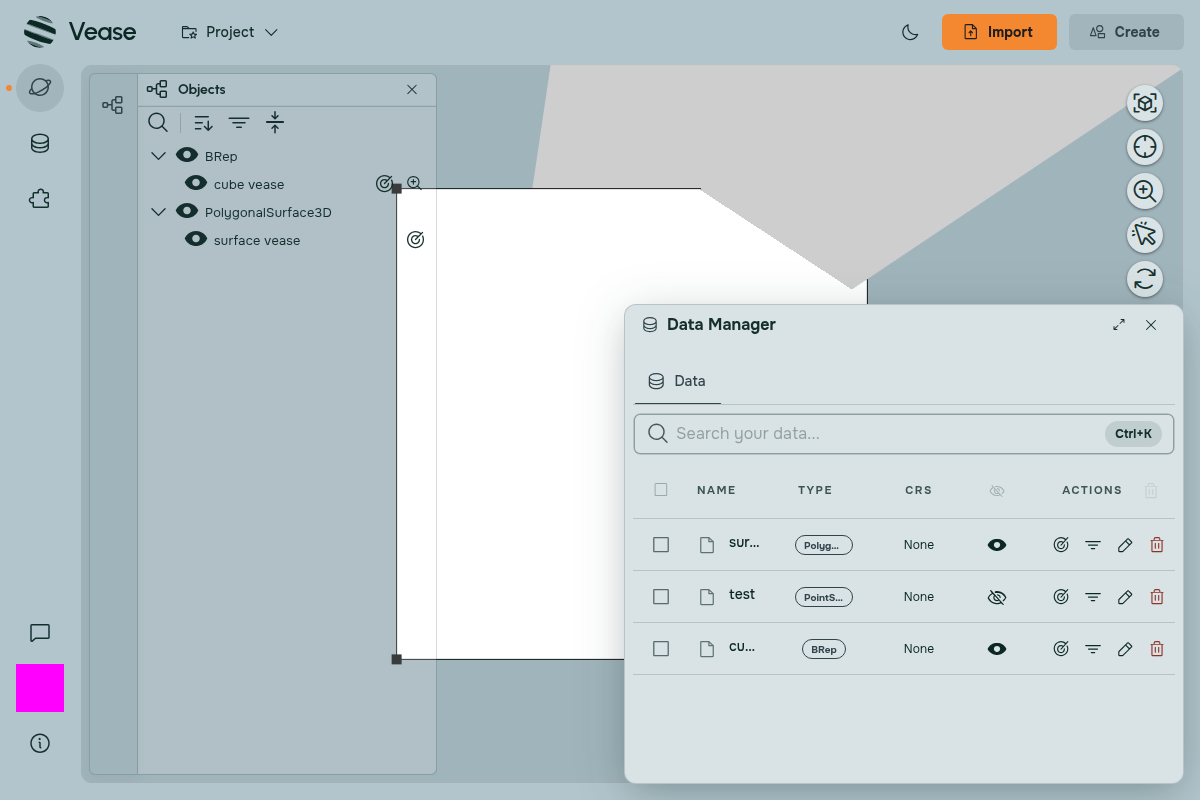 Vease
Project
Import
Create
Objects
BRep
cube vease
PolygonalSurface3D
surface vease
Data Manager
Data
Search your data...
Ctrl+K
NAME TYPE CRS ACTIONS
sur... Polyg... None
test PointS... None
cu... BRep None